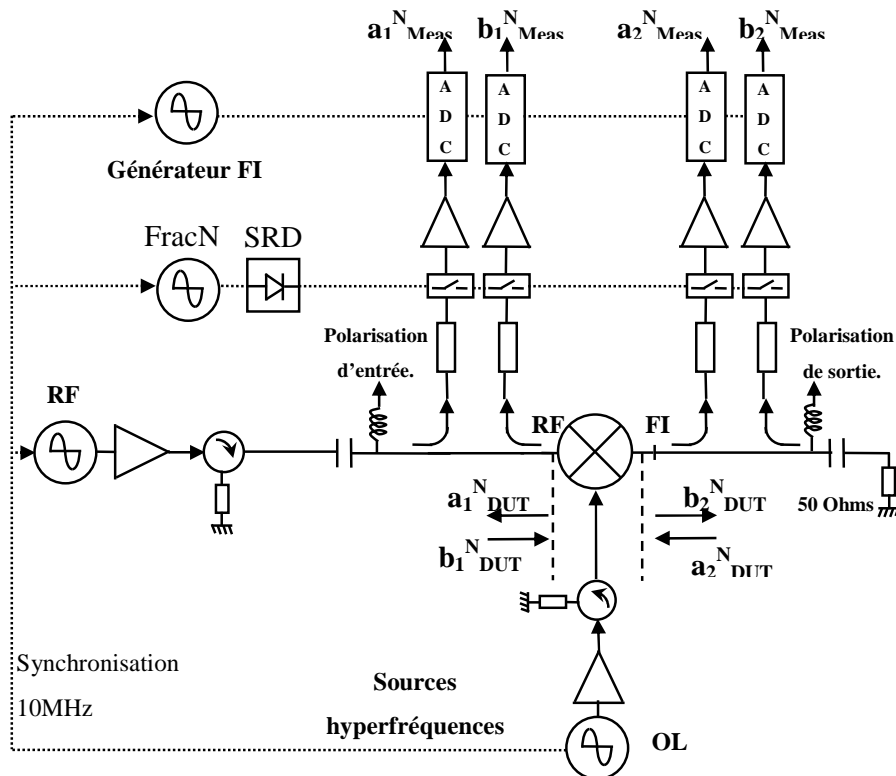 a₁ᴺMeas b₁ᴺMeas a₂ᴺMeas b₂ᴺMeas
A D C
A D C
A D C
A D C
Générateur FI
FracN SRD
Polarisation
d'entrée.
Polarisation
de sortie.
RF
RF
FI
a₁ᴺDUT
b₁ᴺDUT
b₂ᴺDUT
a₂ᴺDUT
50 Ohms
Synchronisation
10MHz
Sources
hyperfréquences
OL